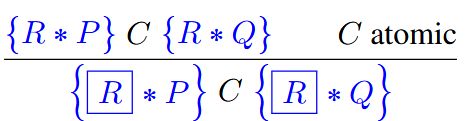 {R ∗ P} C {R ∗ Q} C atomic
{R ∗ P} C {R ∗ Q}